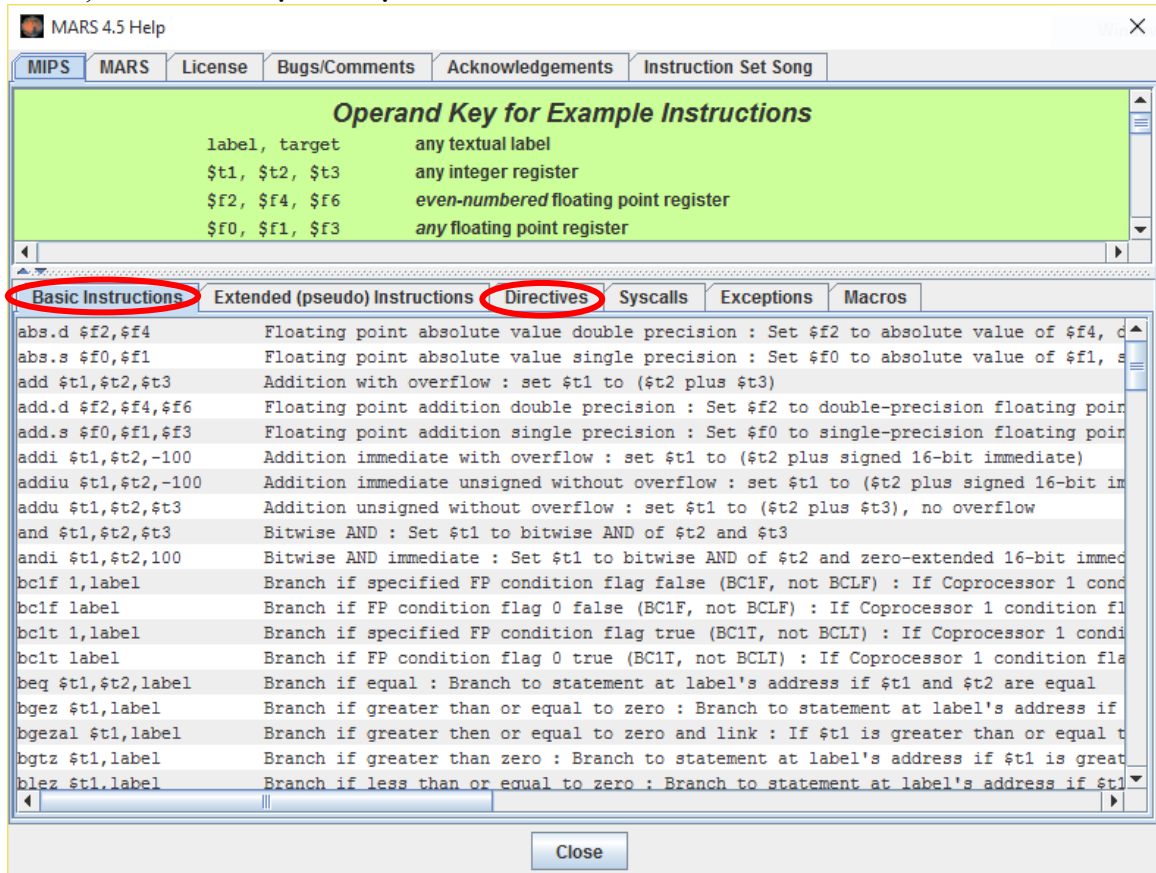 MARS 4.5 Help
MIPS MARS License Bugs/Comments Acknowledgements Instruction Set Song
Operand Key for Example Instructions
label, target any textual label
$t1, $t2, $t3 any integer register
$f2, $f4, $f6 even-numbered floating point register
$f0, $f1, $f3 any floating point register
Basic Instructions Extended (pseudo) Instructions Directives Syscalls Exceptions Macros
abs.d $f2,$f4 Floating point absolute value double precision : Set $f2 to absolute value of $f4, d
abs.s $f0,$f1 Floating point absolute value single precision : Set $f0 to absolute value of $f1, s
add $t1,$t2,$t3 Addition with overflow : set $t1 to ($t2 plus $t3)
add.d $f2,$f4,$f6 Floating point addition double precision : Set $f2 to double-precision floating poin
add.s $f0,$f1,$f3 Floating point addition single precision : Set $f0 to single-precision floating poin
addi $t1,$t2,-100 Addition immediate with overflow : set $t1 to ($t2 plus signed 16-bit immediate)
addiu $t1,$t2,-100 Addition immediate unsigned without overflow : set $t1 to ($t2 plus signed 16-bit im
addu $t1,$t2,$t3 Addition unsigned without overflow : set $t1 to ($t2 plus $t3), no overflow
and $t1,$t2,$t3 Bitwise AND : Set $t1 to bitwise AND of $t2 and $t3
andi $t1,$t2,100 Bitwise AND immediate : Set $t1 to bitwise AND of $t2 and zero-extended 16-bit immed
bc1f 1,label Branch if specified FP condition flag false (BC1F, not BCLF) : If Coprocessor 1 cond
bc1f label Branch if FP condition flag 0 false (BC1F, not BCLF) : If Coprocessor 1 condition fl
bc1t 1,label Branch if specified FP condition flag true (BC1T, not BCLT) : If Coprocessor 1 condi
bc1t label Branch if FP condition flag 0 true (BC1T, not BCLT) : If Coprocessor 1 condition fla
beq $t1,$t2,label Branch if equal : Branch to statement at label's address if $t1 and $t2 are equal
bgez $t1,label Branch if greater than or equal to zero : Branch to statement at label's address if
bgezal $t1,label Branch if greater then or equal to zero and link : If $t1 is greater than or equal t
bgtz $t1,label Branch if greater than zero : Branch to statement at label's address if $t1 is great
blez $t1,label Branch if less than or equal to zero : Branch to statement at label's address if $t1
Close